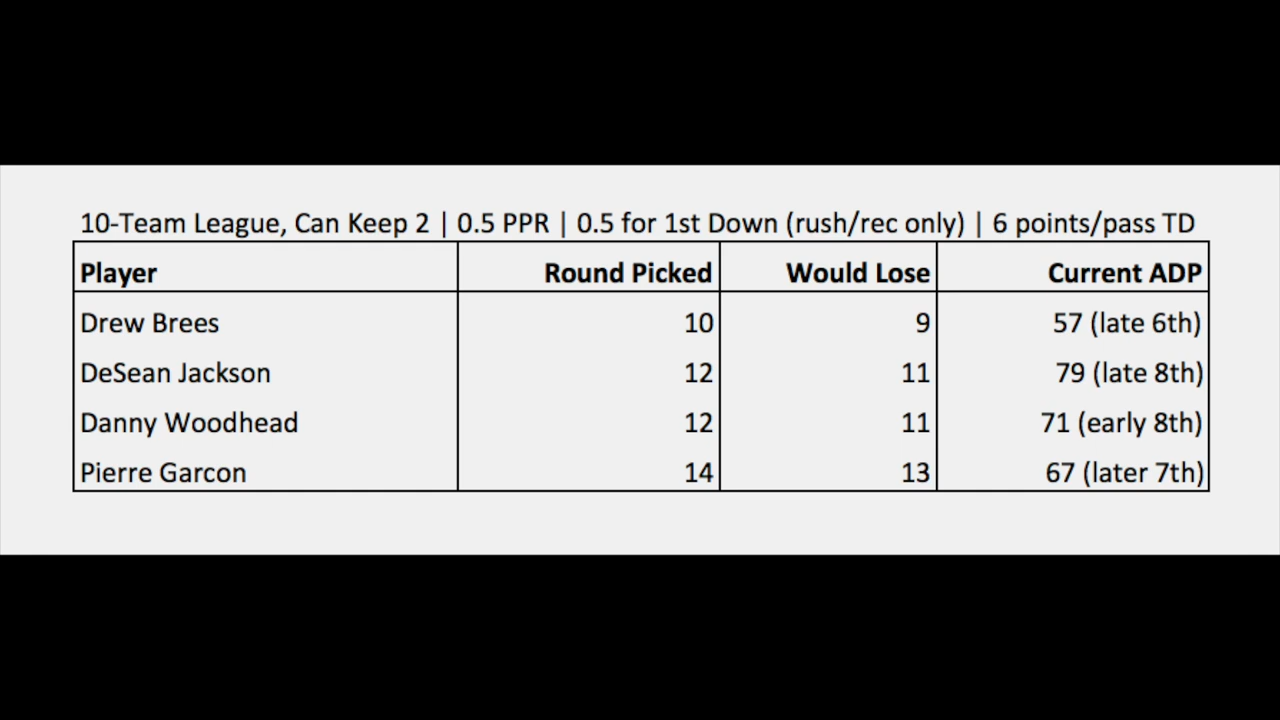 10-Team League, Can Keep 2 | 0.5 PPR | 0.5 for 1st Down (rush/rec only) | 6 points/pass TD
Player Round Picked Would Lose Current ADP
Drew Brees 10 9 57 (late 6th)
DeSean Jackson 12 11 79 (late 8th)
Danny Woodhead 12 11 71 (early 8th)
Pierre Garcon 14 13 67 (later 7th)